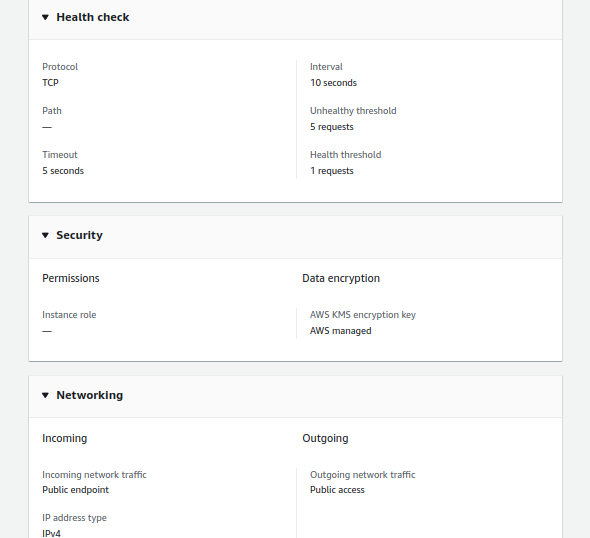 Health check
Protocol
TCP
Interval
10 seconds
Path
—
Unhealthy threshold
5 requests
Timeout
5 seconds
Health threshold
1 requests
Security
Permissions
Data encryption
Instance role
—
AWS KMS encryption key
AWS managed
Networking
Incoming
Outgoing
Incoming network traffic
Public endpoint
Outgoing network traffic
Public access
IP address type
IPv4